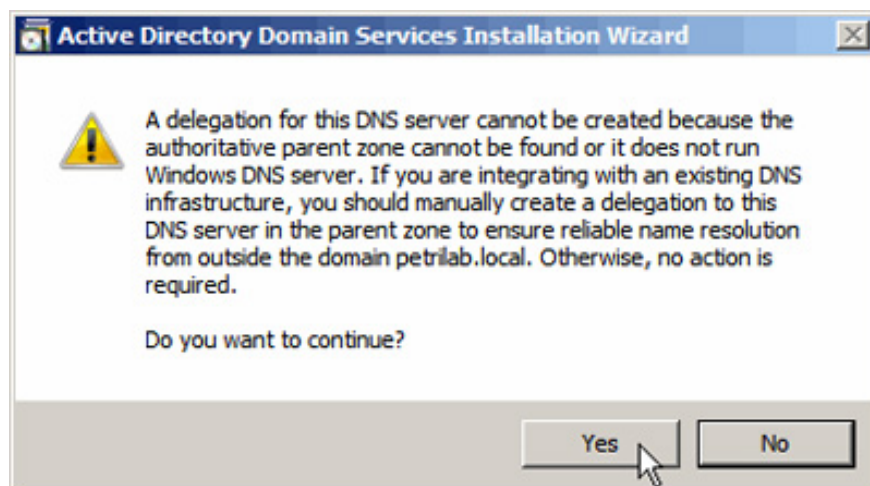 Active Directory Domain Services Installation Wizard
A delegation for this DNS server cannot be created because the
authoritative parent zone cannot be found or it does not run
Windows DNS server. If you are integrating with an existing DNS
infrastructure, you should manually create a delegation to this
DNS server in the parent zone to ensure reliable name resolution
from outside the domain petrilab.local. Otherwise, no action is
required.
Do you want to continue?
Yes No